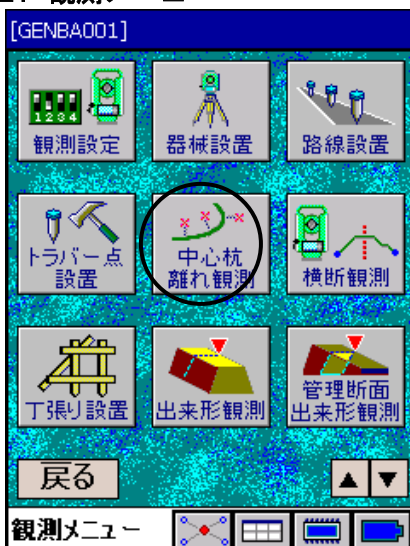 [GENBA001]
1234
観測設定
器械設置
路線設置
トラバー点
設置
中心杭
離れ観測
横断観測
丁張り設置
出来形観測
管理断面
出来形観測
戻る
▲ ▼
観測メニュー